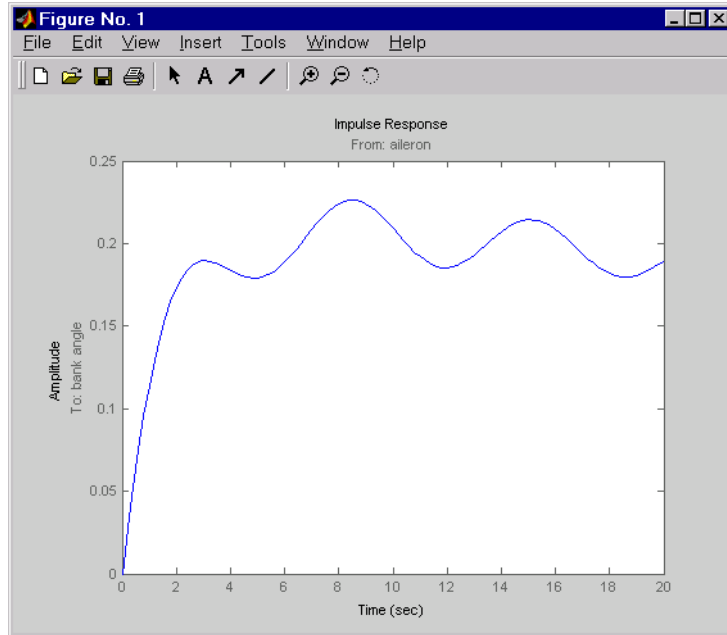 Figure No. 1
File Edit View Insert Tools Window Help
A
Impulse Response
From: aileron
0.25
0.2
0.15
0.1
0.05
0
Amplitude
To: bank angle
0 2 4 6 8 10 12 14 16 18 20
Time (sec)